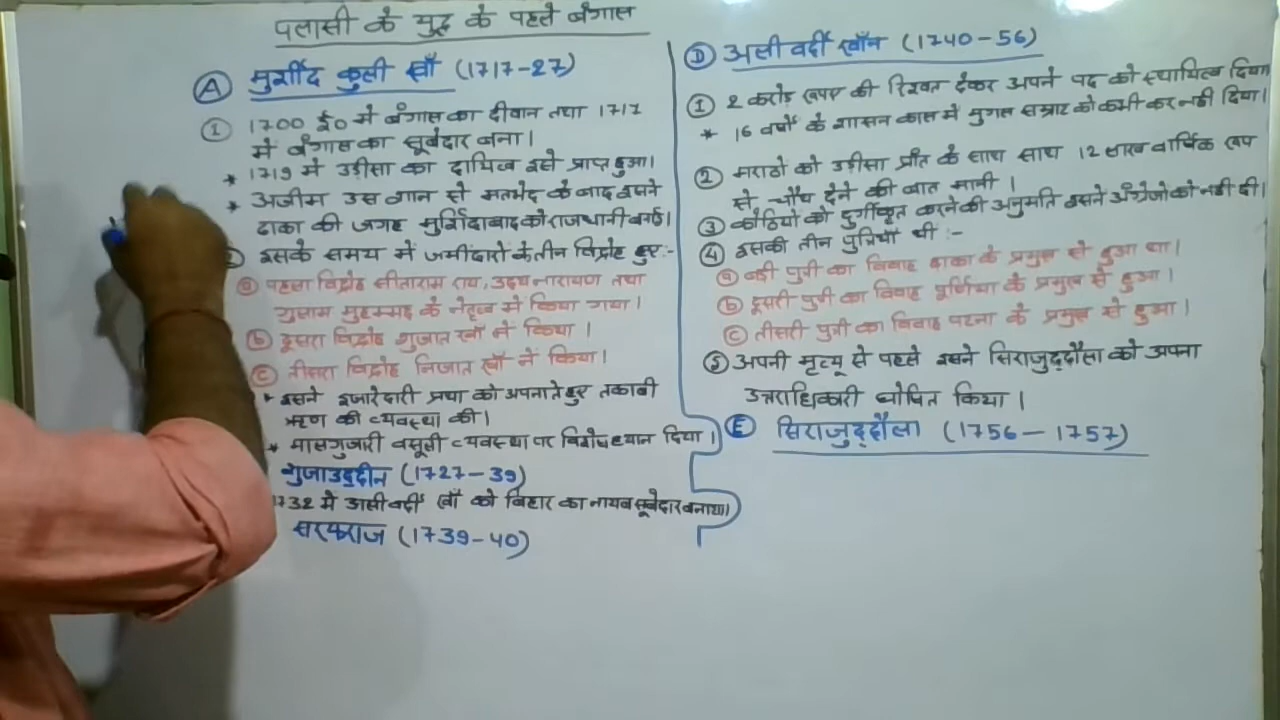 पलासी के युद्ध के पहले बंगाल
Ⓐ मुर्शीद कुली खाँ (1717-27)
① 1700 ई० में बंगाल का दीवान तथा 1717
में बंगाल का सूबेदार बना।
* 1719 में उड़ीसा का दायित्व इसे प्राप्त हुआ।
* अजीम उस शान से मतभेद के बाद इसने
ढाका की जगह मुर्शिदाबाद को राजधानी बनाई।
इसके समय में जमींदारों के तीन विद्रोह हुए:-
ⓐ पहला विद्रोह सीताराम राय, उदयनारायण तथा
गुलाम मुहम्मद के नेतृत्व में किया गया।
ⓑ दूसरा विद्रोह शुजात खाँ ने किया।
ⓒ तीसरा विद्रोह निजात खाँ ने किया।
* इसने इजारेदारी प्रथा को अपनाते हुए तकाबी
ऋण की व्यवस्था की।
* मालगुजारी वसूली व्यवस्था पर विशेष ध्यान दिया।
शुजाउद्दीन (1727-39)
1732 में अलीवर्दी खाँ को बिहार का नायब सूबेदार बनाया।
सरफराज (1739-40)
Ⓓ अलीवर्दी खाँन (1740-56)
① 2 करोड़ रूपए की रिश्वत देकर अपने पद को स्थायित्व दिया
* 16 वर्षों के शासन काल में मुगल सम्राट को कभी कर नही दिया।
② मराठों को उड़ीसा प्राँत के साथ साथ 12 लाख वार्षिक रूप
से चौथ देने की बात मानी।
③ कोठियों को दुर्गीकृत करने की अनुमति इसने अंग्रेजो को नही दी।
④ इसकी तीन पुत्रियाँ थी :-
ⓐ बड़ी पुत्री का विवाह ढाका के प्रमुख से हुआ था।
ⓑ दूसरी पुत्री का विवाह पूर्णिया के प्रमुख से हुआ।
ⓒ तीसरी पुत्री का विवाह पटना के प्रमुख से हुआ।
⑤ अपनी मृत्यू से पहले इसने सिराजुद्दौला को अपना
उत्तराधिकारी घोषित किया।
Ⓔ सिराजुद्दौला (1756-1757)